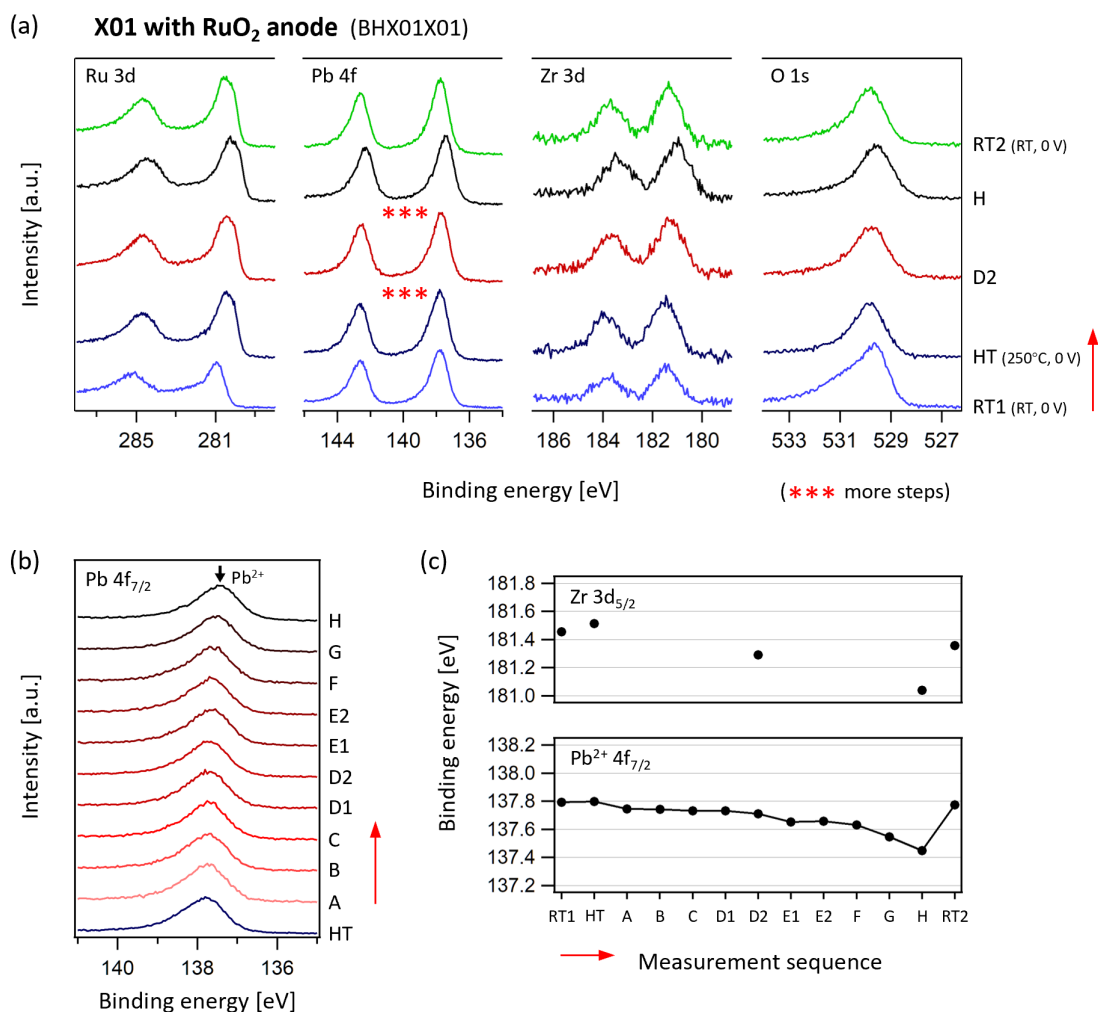 (a) X01 with RuO₂ anode (BHX01X01)
Ru 3d
Pb 4f
Zr 3d
O 1s
Intensity [a.u.]
RT2 (RT, 0 V)
H
D2
HT (250°C, 0 V)
RT1 (RT, 0 V)
***
***
285 281
144 140 136
186 184 182 180
533 531 529 527
Binding energy [eV]
(*** more steps)
(b)
Pb 4f₇/₂
Pb²⁺
Intensity [a.u.]
H
G
F
E2
E1
D2
D1
C
B
A
HT
140 138 136
Binding energy [eV]
(c)
Zr 3d₅/₂
181.8
181.6
181.4
181.2
181.0
Binding energy [eV]
Pb²⁺ 4f₇/₂
138.2
138.0
137.8
137.6
137.4
137.2
RT1 HT A B C D1 D2 E1 E2 F G H RT2
Measurement sequence